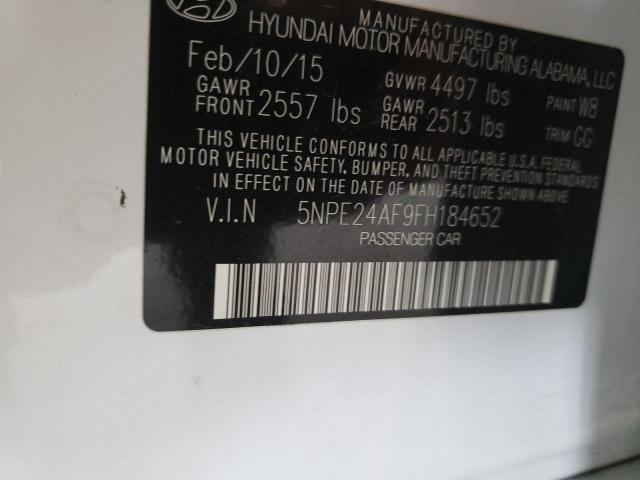 MANUFACTURED BY
HYUNDAI MOTOR MANUFACTURING ALABAMA, LLC
Feb/10/15
GVWR 4497 lbs
PAINT W8
GAWR FRONT 2557 lbs
GAWR REAR 2513 lbs
TRIM GG
THIS VEHICLE CONFORMS TO ALL APPLICABLE U.S.A. FEDERAL
MOTOR VEHICLE SAFETY, BUMPER, AND THEFT PREVENTION STANDARDS
IN EFFECT ON THE DATE OF MANUFACTURE SHOWN ABOVE
V.I.N 5NPE24AF9FH184652
PASSENGER CAR